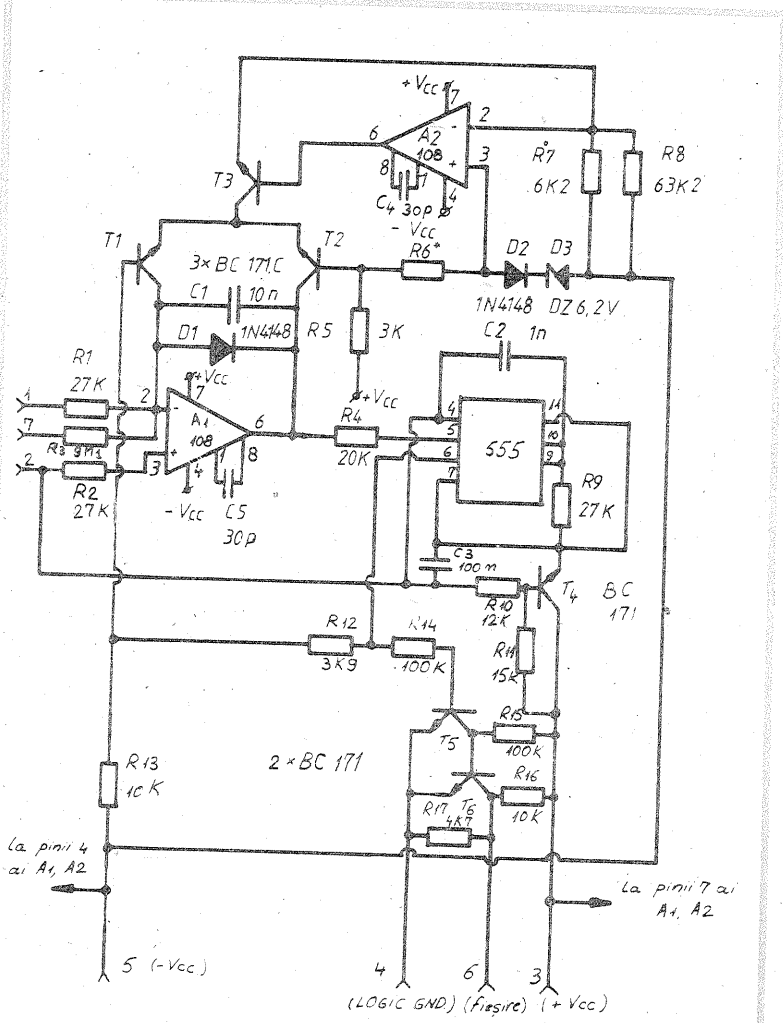 +VCC
7
2
A2
108
-
+
6
8
1
4
3
C4 30p
- VCC
R7
6K2
R8
63K2
T3
T1
3× BC 171C
T2
R6*
D2 D3
1N4148 DZ 6,2V
C1 10n
D1 1N4148
R5 3K
+VCC
C2 1n
R1
27K
1
7
2
+VCC
7
2
-
A1
108
+
6
1
8
3
4
- VCC
C5
30p
R2
27K
R4
20K
4
5
6
7
555
11
10
9
R9
27K
C3
100n
R10
12K
T4
BC
171
R11
15K
R12
3K9
R14
100K
T5
R15
100K
2 × BC 171
R16
10K
R17
4K7
T6
R13
10K
La pinii 4
ai A1, A2
La pinii 7 ai
A1, A2
5 (-Vcc)
4
6
3
(LOGIC GND.) (Ieşire) (+Vcc)